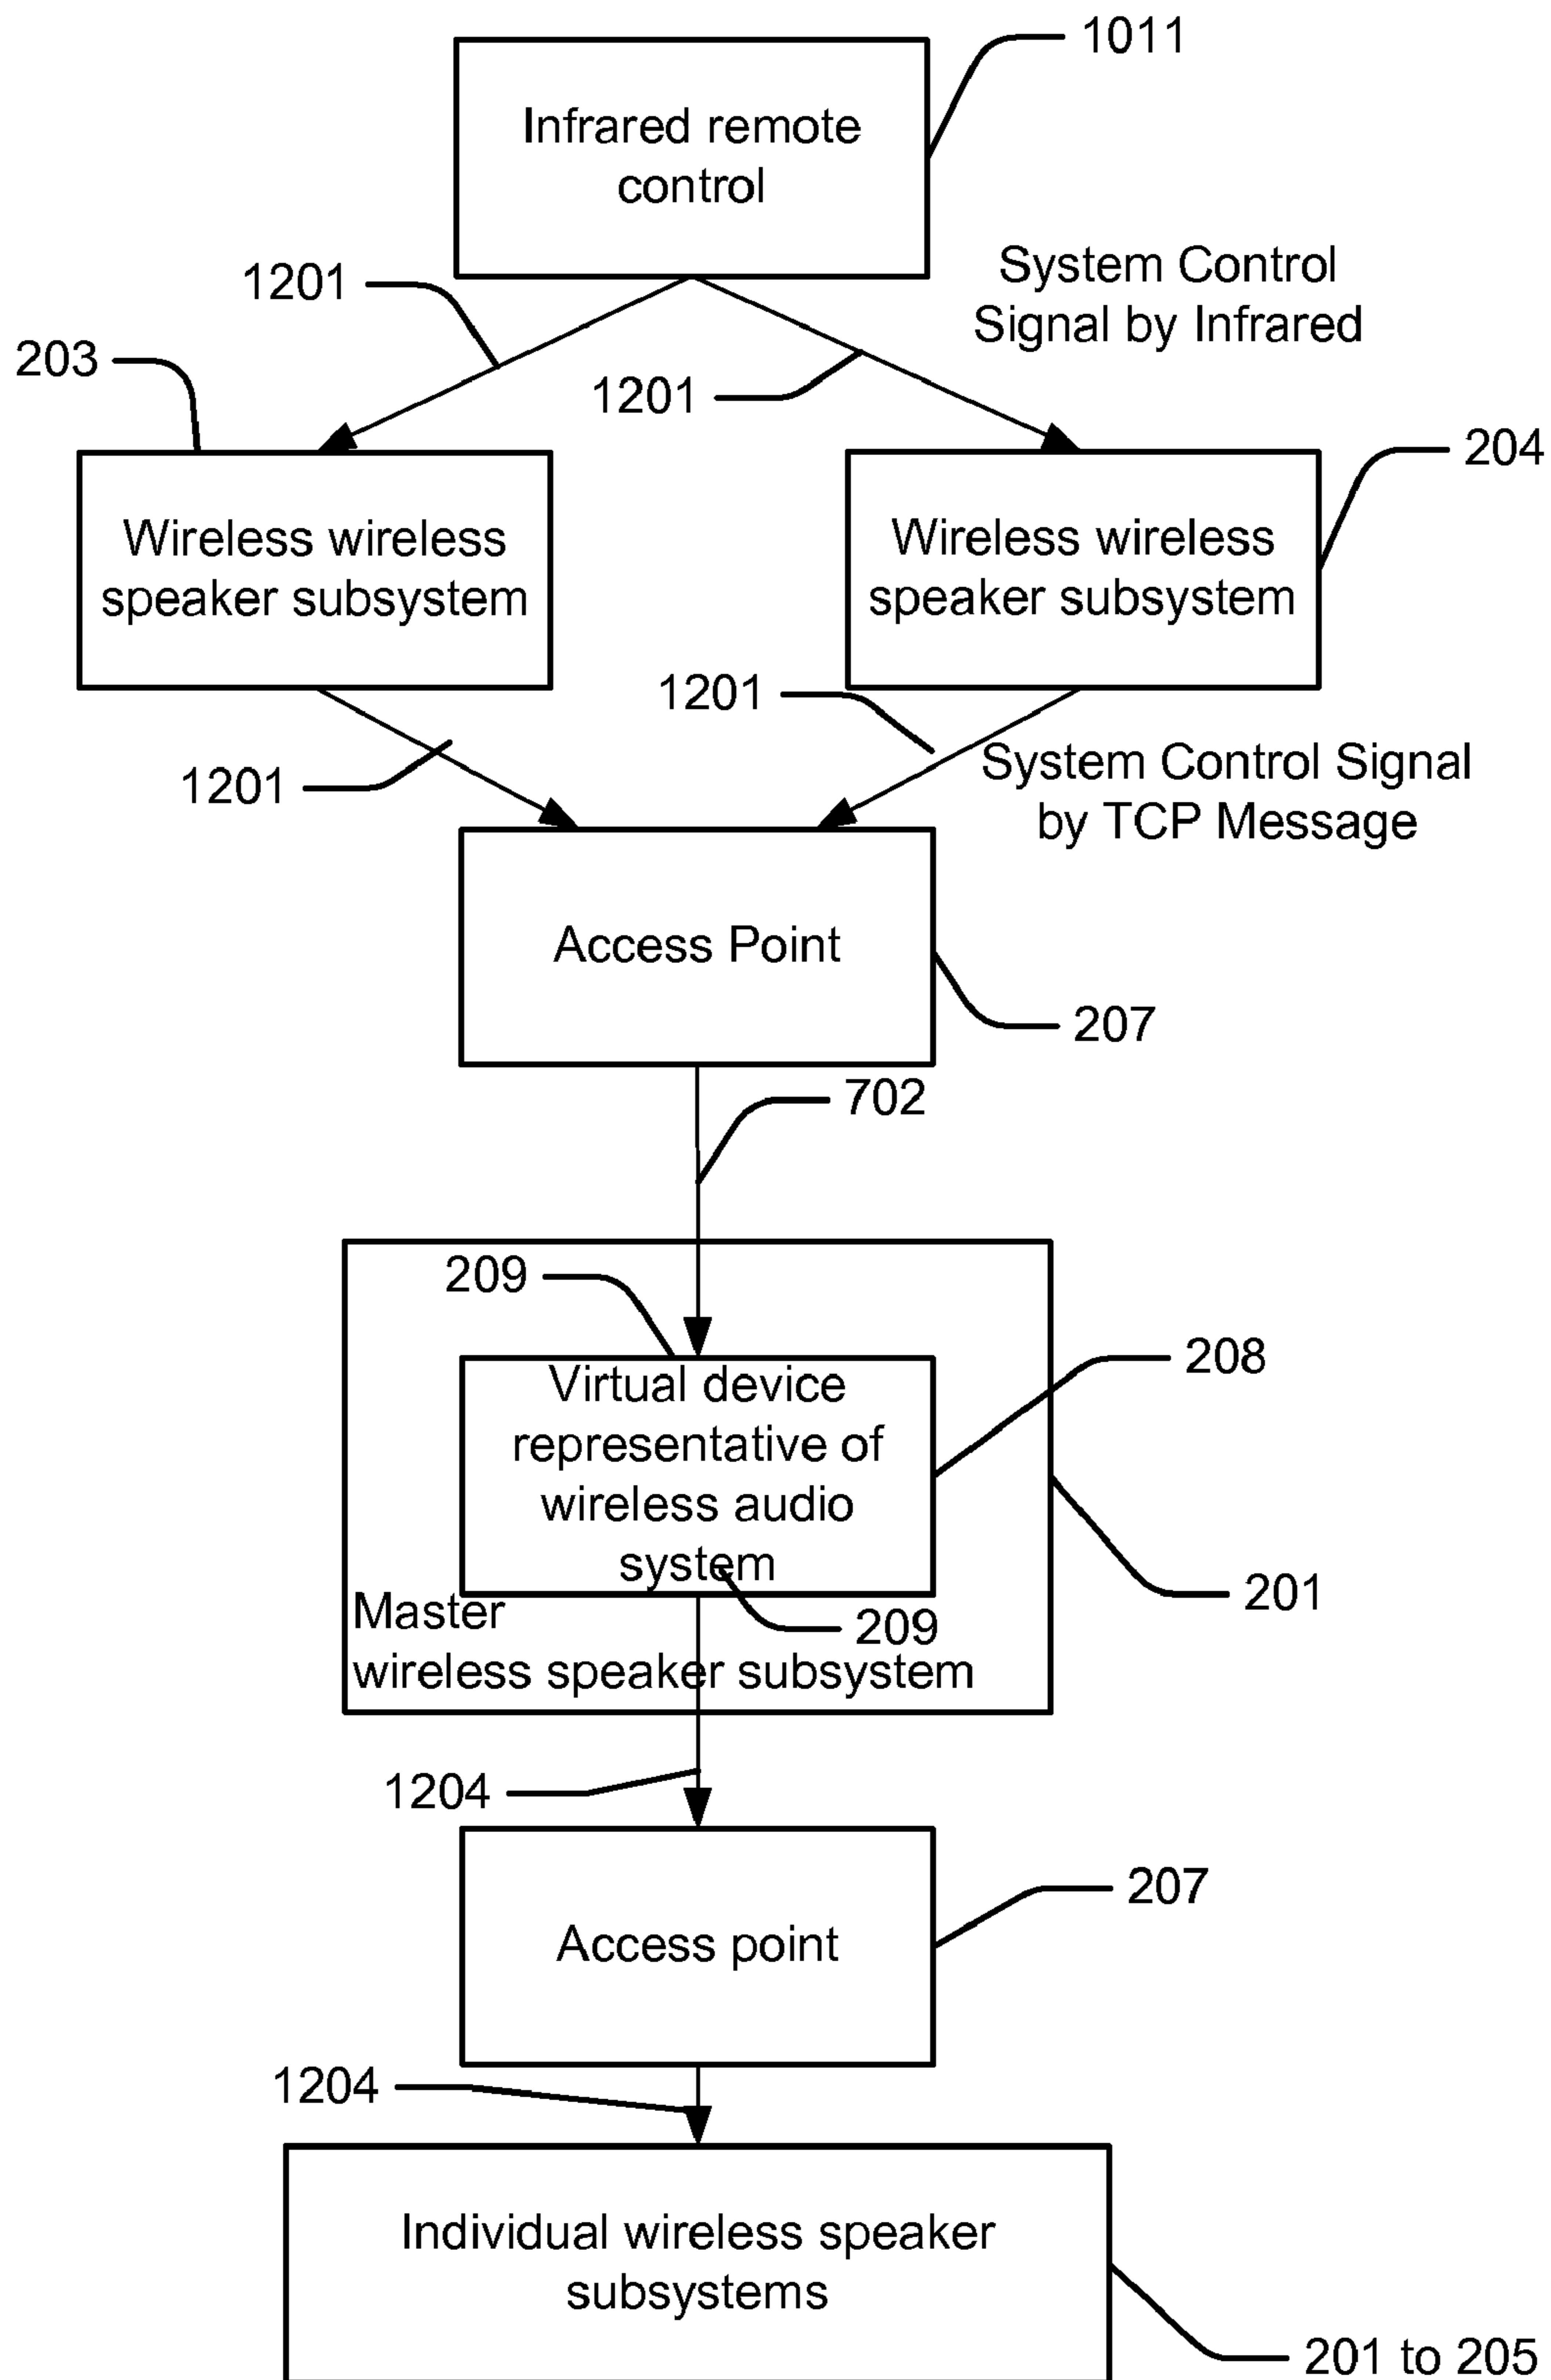 1011
Infrared remote
control
System Control
Signal by Infrared
1201
203
1201
204
Wireless wireless
speaker subsystem
Wireless wireless
speaker subsystem
1201
System Control Signal
by TCP Message
1201
Access Point
207
702
209
208
Virtual device
representative of
wireless audio
system
201
Master
wireless speaker subsystem
209
1204
207
Access point
1204
Individual wireless speaker
subsystems
201 to 205